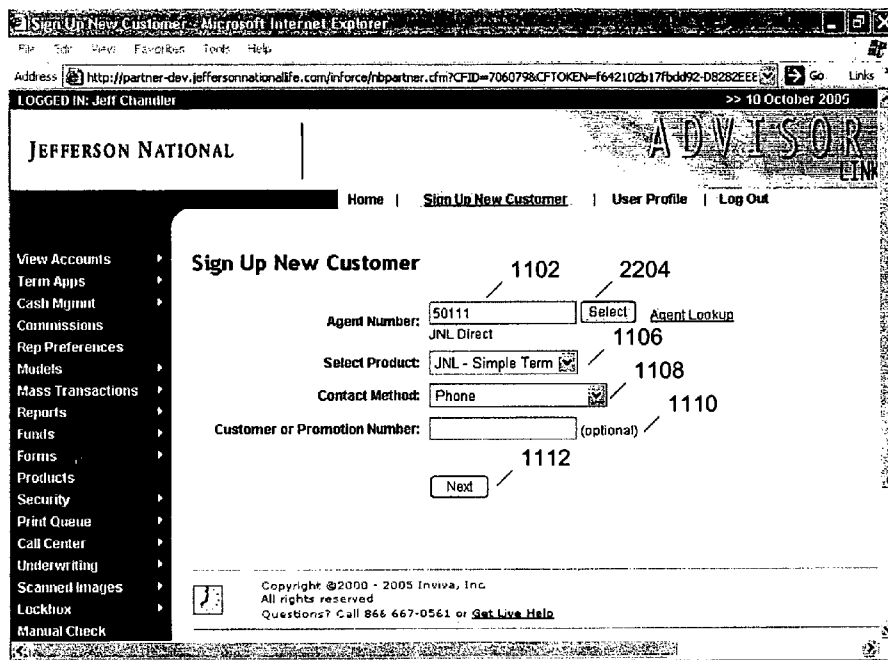 Sign Up New Customer - Microsoft Internet Explorer
File Edit View Favorites Tools Help
Address http://partner-dev.jeffersonnationallife.com/inforce/nbpartner.cfm?CFID=706079&CFTOKEN=f642102b17fbdd92-D8282EEE Go Links
LOGGED IN: Jeff Chandler >> 10 October 2005
JEFFERSON NATIONAL ADVISOR
LINK
Home | Sign Up New Customer | User Profile | Log Out
View Accounts
Term Apps
Cash Mgmnt
Commissions
Rep Preferences
Models
Mass Transactions
Reports
Funds
Forms
Products
Security
Print Queue
Call Center
Underwriting
Scanned Images
Lockbox
Manual Check
Sign Up New Customer
1102 2204
Agent Number: 50111 Select Agent Lookup
JNL Direct
1106
Select Product: JNL - Simple Term
1108
Contact Method: Phone
1110
Customer or Promotion Number: (optional)
1112
Next
Copyright @2000 - 2005 Inviva, Inc
All rights reserved
Questions? Call 866 667-0561 or Get Live Help